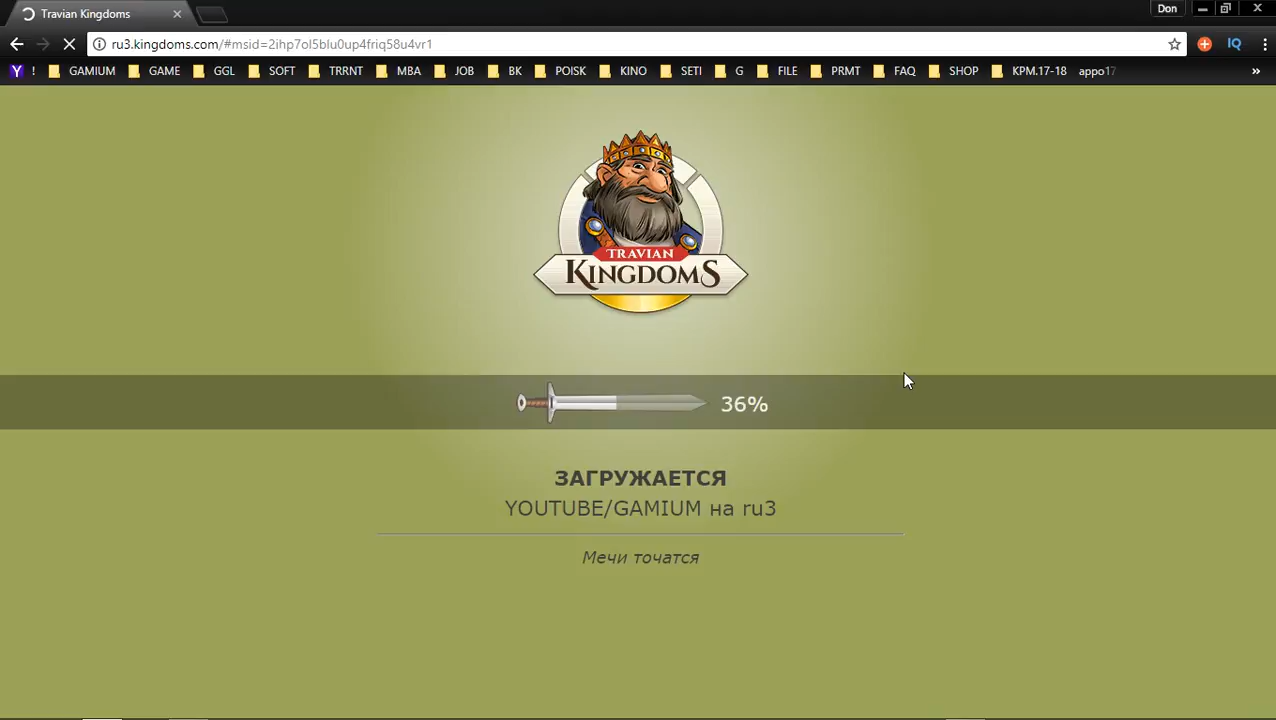 Travian Kingdoms
Don
ru3.kingdoms.com/#msid=2ihp7ol5blu0up4friq58u4vr1
IQ
Y ! GAMIUM GAME GGL SOFT TRRNT MBA JOB BK POISK KINO SETI G FILE PRMT FAQ SHOP KPM.17-18 appo17 »
TRAVIAN
KINGDOMS
36%
ЗАГРУЖАЕТСЯ
YOUTUBE/GAMIUM на ru3
Мечи точатся